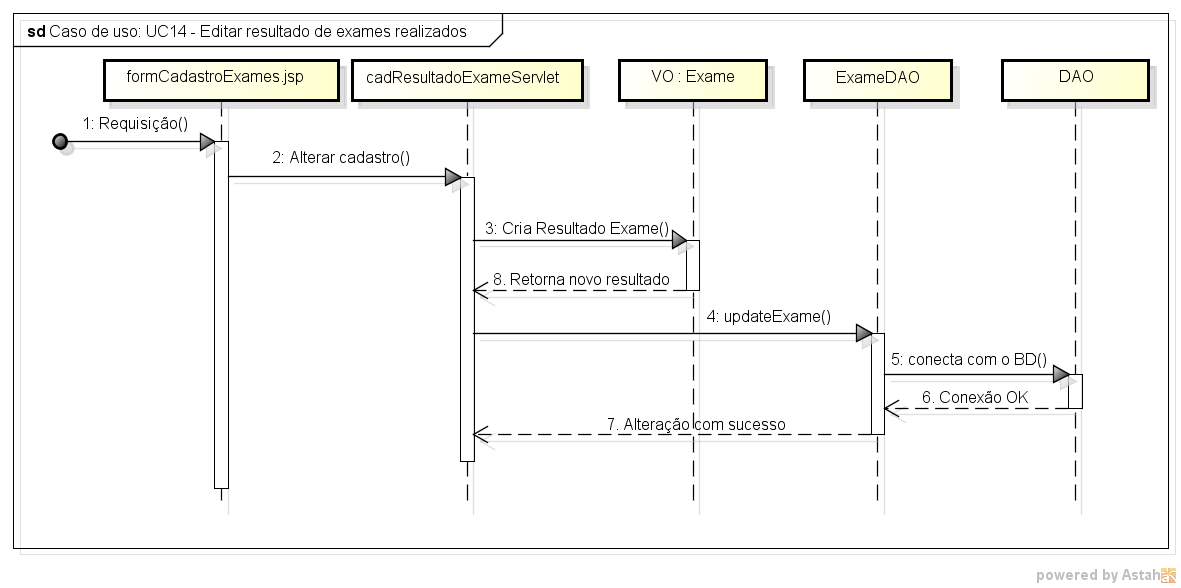 sd Caso de uso: UC14 - Editar resultado de exames realizados
formCadastroExames.jsp
cadResultadoExameServlet
VO : Exame
ExameDAO
DAO
1: Requisição()
2: Alterar cadastro()
3: Cria Resultado Exame()
8. Retorna novo resultado
4: updateExame()
5: conecta com o BD()
6. Conexão OK
7. Alteração com sucesso
powered by Astah